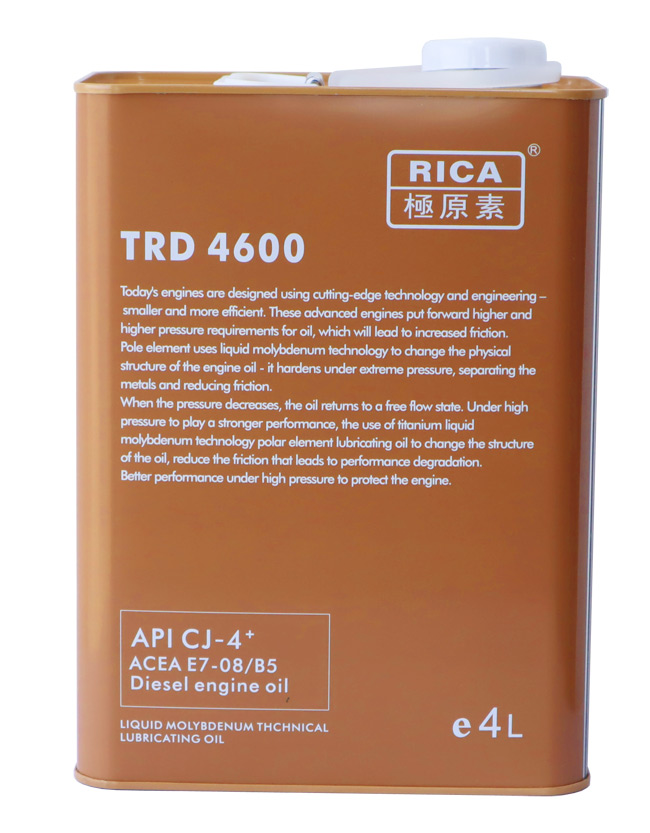 RICA®
極原素
TRD 4600
Today's engines are designed using cutting-edge technology and engineering –
smaller and more efficient. These advanced engines put forward higher and
higher pressure requirements for oil, which will lead to increased friction.
Pole element uses liquid molybdenum technology to change the physical
structure of the engine oil - it hardens under extreme pressure, separating the
metals and reducing friction.
When the pressure decreases, the oil returns to a free flow state. Under high
pressure to play a stronger performance, the use of titanium liquid
molybdenum technology polar element lubricating oil to change the structure
of the oil, reduce the friction that leads to performance degradation.
Better performance under high pressure to protect the engine.
API CJ-4+
ACEA E7-08/B5
Diesel engine oil
LIQUID MOLYBDENUM THCHNICAL
LUBRICATING OIL
e 4L